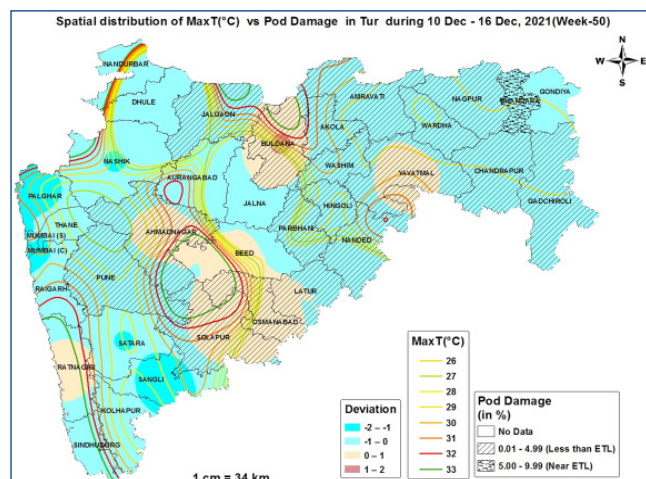 Spatial distribution of MaxT(°C) vs Pod Damage in Tur during 10 Dec - 16 Dec, 2021(Week-50)
N
W E
S
NANDURBAR
DHULE
JALGAON
BULDANA
AKOLA
AMRAVATI
WASHIM
WARDHA
NAGPUR
BHANDARA
GONDIYA
NASHIK
AURANGABAD
JALNA
PARBHANI
HINGOLI
NANDED
YAVATMAL
CHANDRAPUR
GADCHIROLI
PALGHAR
THANE
MUMBAI (S)
MUMBAI (C)
RAIGARH
PUNE
AHMADNAGAR
BEED
LATUR
OSMANABAD
SOLAPUR
SATARA
SANGLI
RATNAGIRI
KOLHAPUR
SINDHUDURG
Deviation
-2 – -1
-1 – 0
0 – 1
1 – 2
MaxT(°C)
26
27
28
29
30
31
32
33
Pod Damage
(in %)
No Data
0.01 - 4.99 (Less than ETL)
5.00 - 9.99 (Near ETL)
1 cm = 34 km